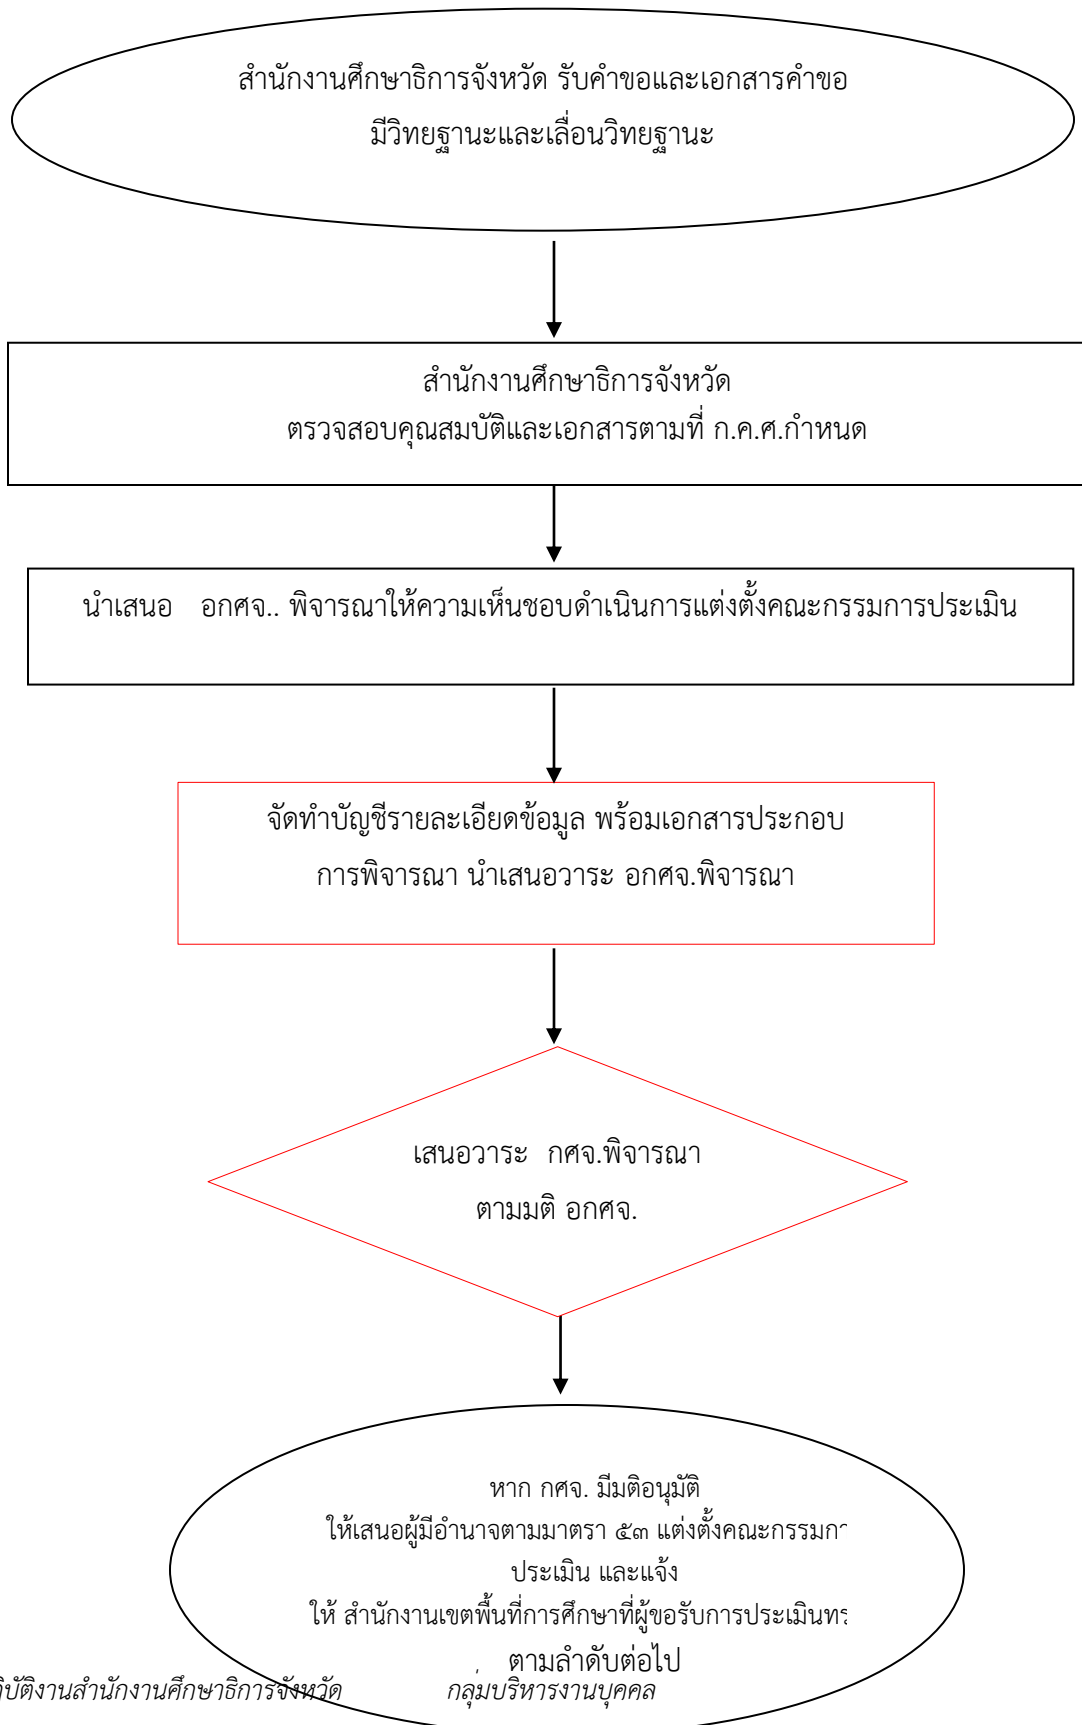 สำนักงานศึกษาธิการจังหวัด รับคำขอและเอกสารคำขอ
มีวิทยฐานะและเลื่อนวิทยฐานะ
สำนักงานศึกษาธิการจังหวัด
ตรวจสอบคุณสมบัติและเอกสารตามที่ ก.ค.ศ.กำหนด
นำเสนอ อกศจ.. พิจารณาให้ความเห็นชอบดำเนินการแต่งตั้งคณะกรรมการประเมิน
จัดทำบัญชีรายละเอียดข้อมูล พร้อมเอกสารประกอบ
การพิจารณา นำเสนอวาระ อกศจ.พิจารณา
เสนอวาระ กศจ.พิจารณา
ตามมติ อกศจ.
หาก กศจ. มีมติอนุมัติ
ให้เสนอผู้มีอำนาจตามมาตรา ๕๓ แต่งตั้งคณะกรรมกา
ประเมิน และแจ้ง
ให้ สำนักงานเขตพื้นที่การศึกษาที่ผู้ขอรับการประเมินทร
ตามลำดับต่อไป
บัติงานสำนักงานศึกษาธิการจังหวัด กลุ่มบริหารงานบุคคล